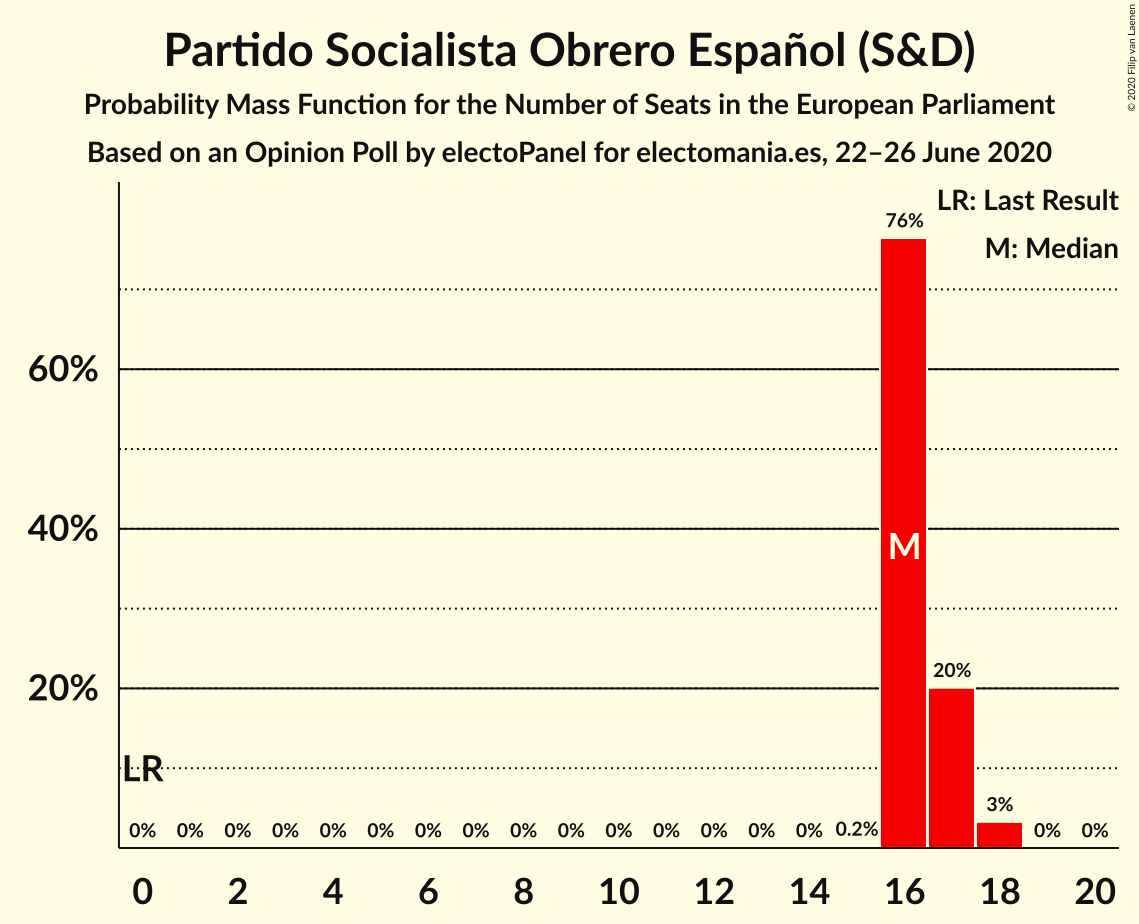 Partido Socialista Obrero Español (S&D)
Probability Mass Function for the Number of Seats in the European Parliament
Based on an Opinion Poll by electoPanel for electomania.es, 22–26 June 2020
© 2020 Filip van Laenen
LR: Last Result
M: Median
76%
60%
40%
M
20%
20%
LR
3%
0% 0% 0% 0% 0% 0% 0% 0% 0% 0% 0% 0% 0% 0% 0% 0.2% 0% 0%
0 2 4 6 8 10 12 14 16 18 20